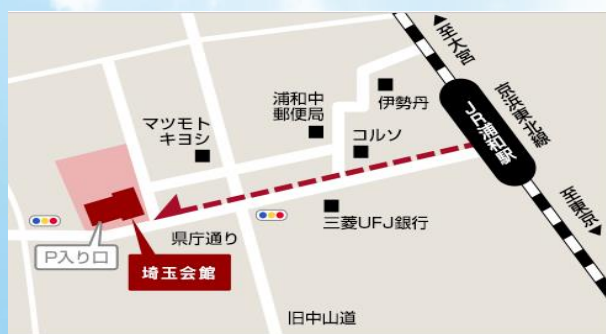 ▲至大宮
京浜東北線
JR浦和駅
至東京▼
伊勢丹
浦和中
郵便局
コルソ
マツモト
キヨシ
三菱UFJ銀行
県庁通り
P入り口
埼玉会館
旧中山道